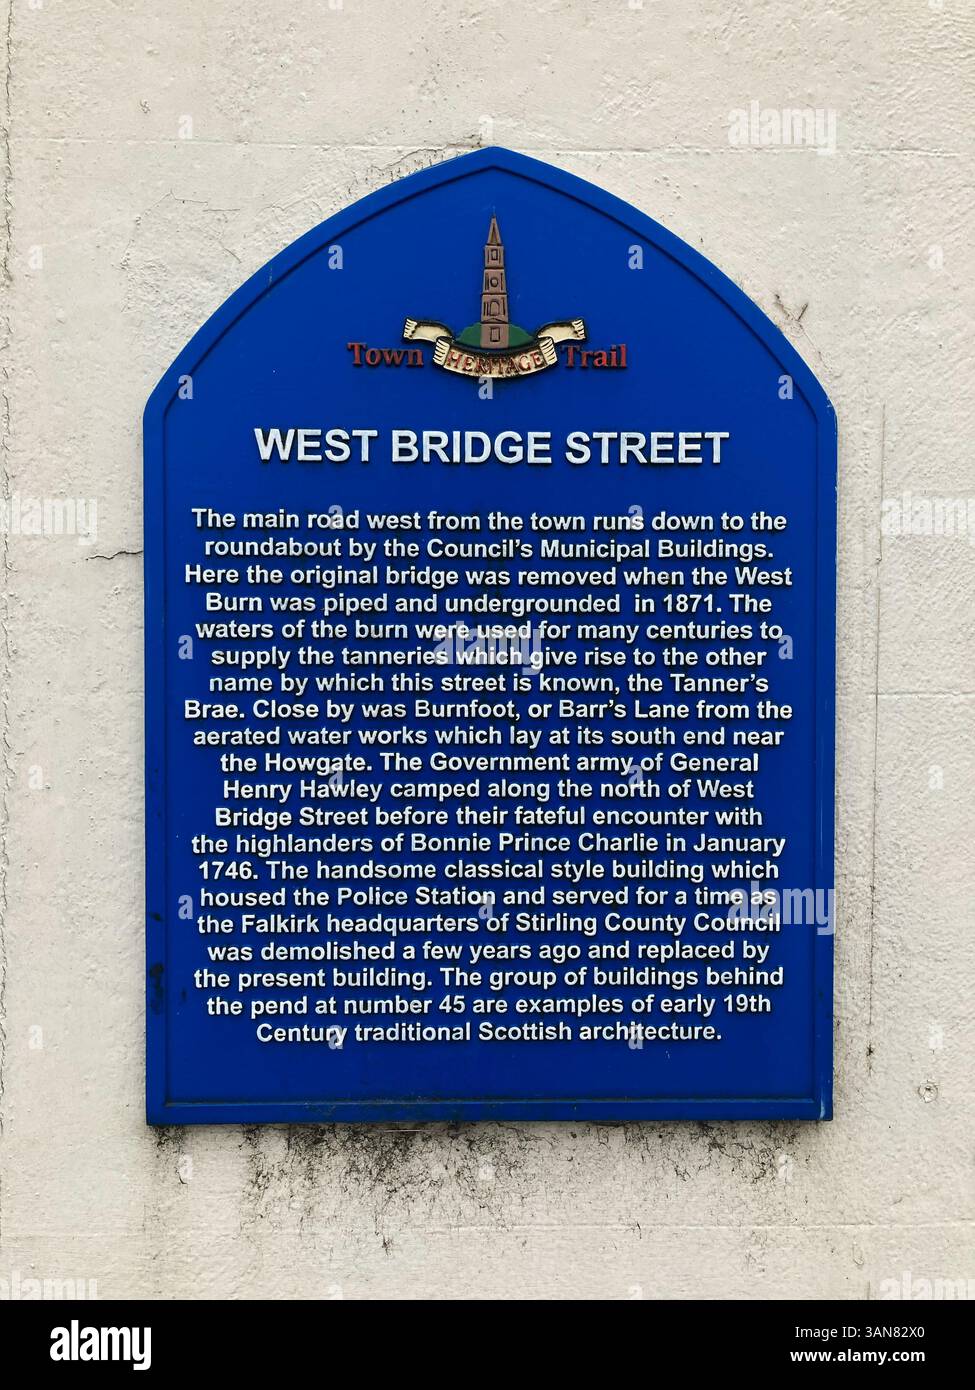 Town HERITAGE Trail
WEST BRIDGE STREET
The main road west from the town runs down to the
roundabout by the Council's Municipal Buildings.
Here the original bridge was removed when the West
Burn was piped and undergrounded in 1871. The
waters of the burn were used for many centuries to
supply the tanneries which give rise to the other
name by which this street is known, the Tanner's
Brae. Close by was Burnfoot, or Barr's Lane from the
aerated water works which lay at its south end near
the Howgate. The Government army of General
Henry Hawley camped along the north of West
Bridge Street before their fateful encounter with
the highlanders of Bonnie Prince Charlie in January
1746. The handsome classical style building which
housed the Police Station and served for a time as
the Falkirk headquarters of Stirling County Council
was demolished a few years ago and replaced by
the present building. The group of buildings behind
the pend at number 45 are examples of early 19th
Century traditional Scottish architecture.
alamy
Image ID: 3AN82X0
www.alamy.com